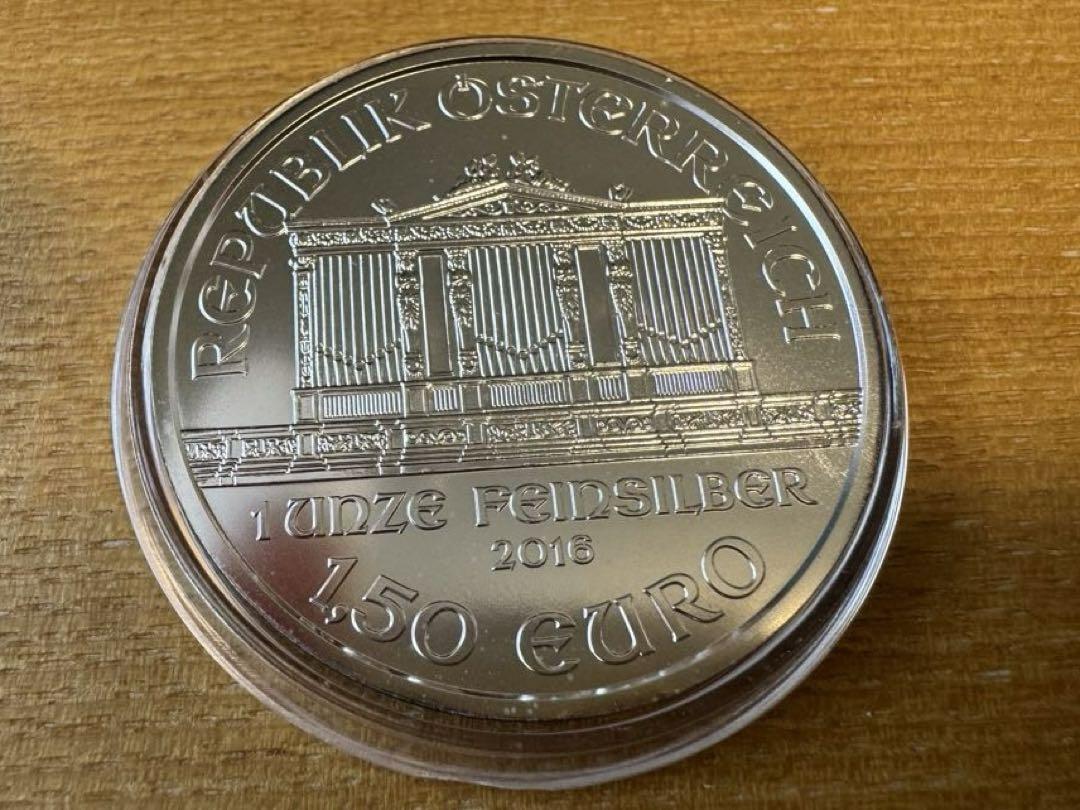 REPUBLIK ÖSTERREICH
1 UNZE FEINSILBER
2016
1,50 EURO